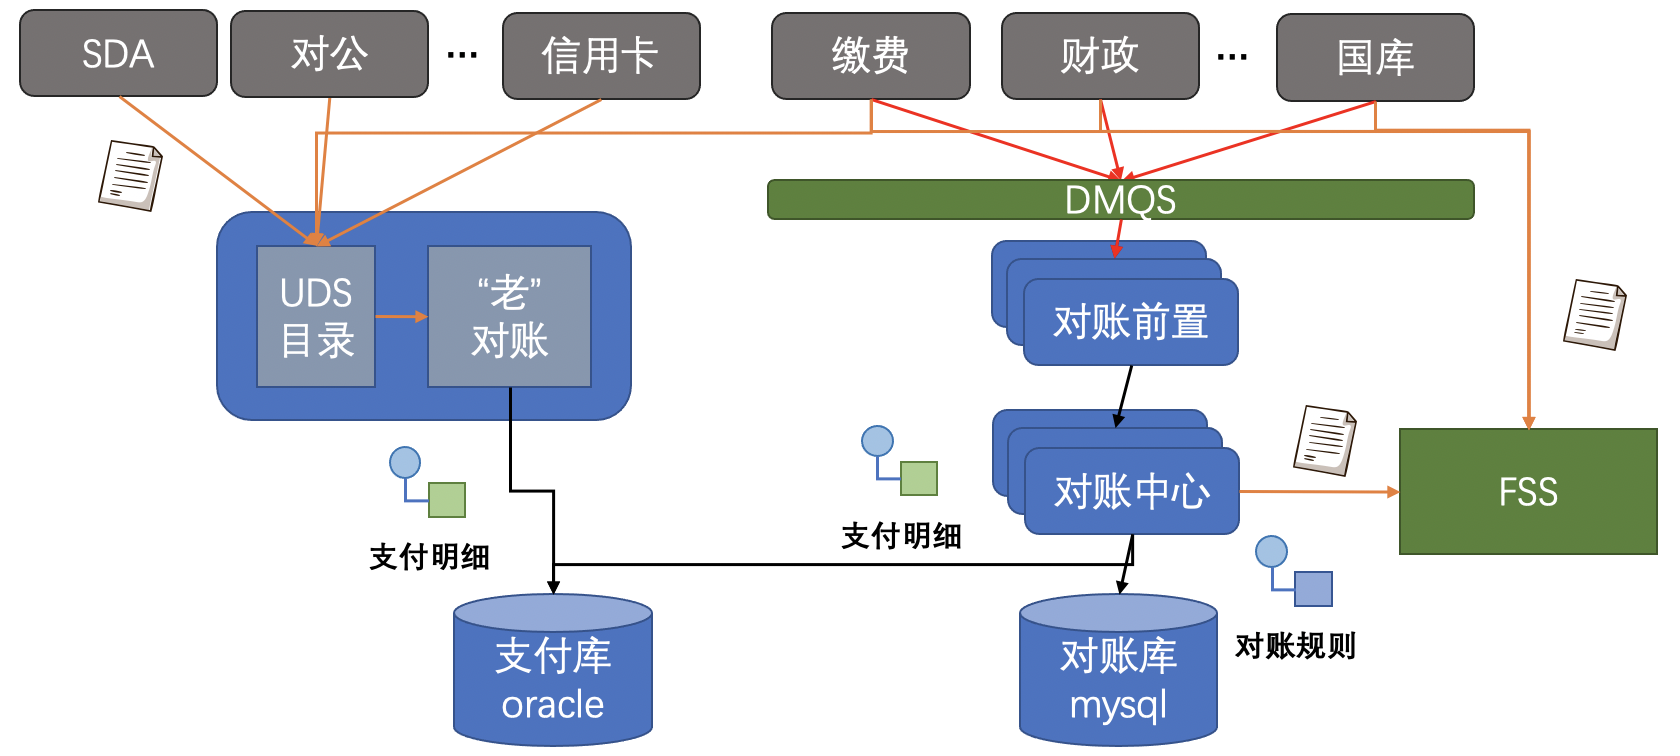 SDA
对公
...
信用卡
缴费
财政
...
国库
DMQS
UDS
目录
“老”
对账
对账前置
对账中心
FSS
支付明细
支付明细
对账规则
支付库
oracle
对账库
mysql